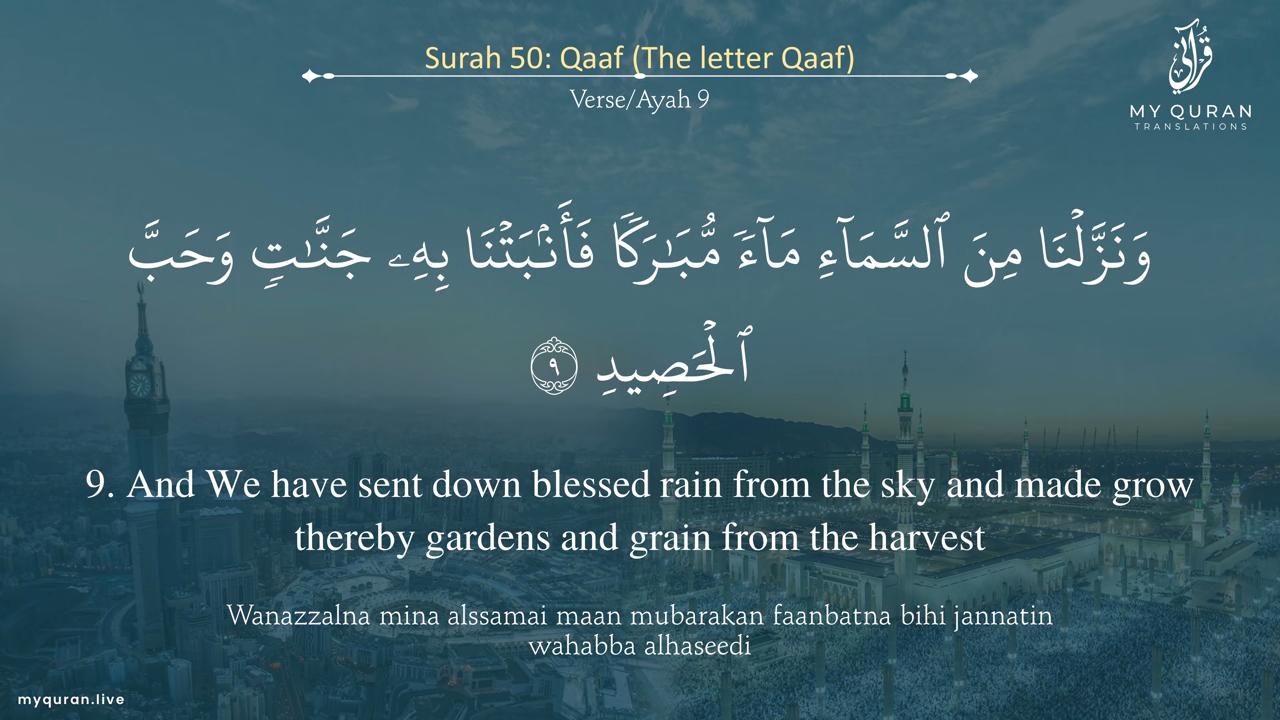 Surah 50: Qaaf (The letter Qaaf)
Verse/Ayah 9
قرآني
MY QURAN
TRANSLATIONS
وَنَزَّلْنَا مِنَ ٱلسَّمَآءِ مَآءً مُّبَـٰرَكًا فَأَنۢبَتْنَا بِهِۦ جَنَّـٰتٍ وَحَبَّ
ٱلْحَصِيدِ ٩
9. And We have sent down blessed rain from the sky and made grow
thereby gardens and grain from the harvest
Wanazzalna mina alssamai maan mubarakan faanbatna bihi jannatin
wahabba alhaseedi
myquran.live